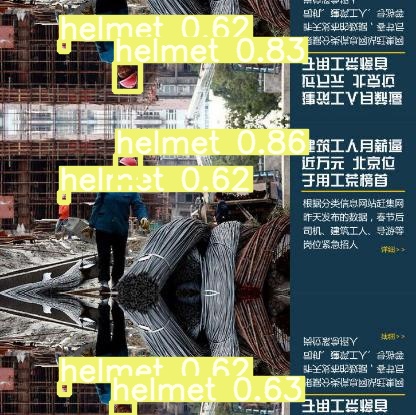 helmet 0.62
helmet 0.83
helmet 0.86
建筑工人月薪逼
近万元 北京位
于用工荒榜首
helmet 0.62
根据分类信息网站赶集网
昨天发布的数据，春节后
司机、建筑工人、导游等
岗位紧急招人
详细>>
helmet 0.62
helmet 0.63